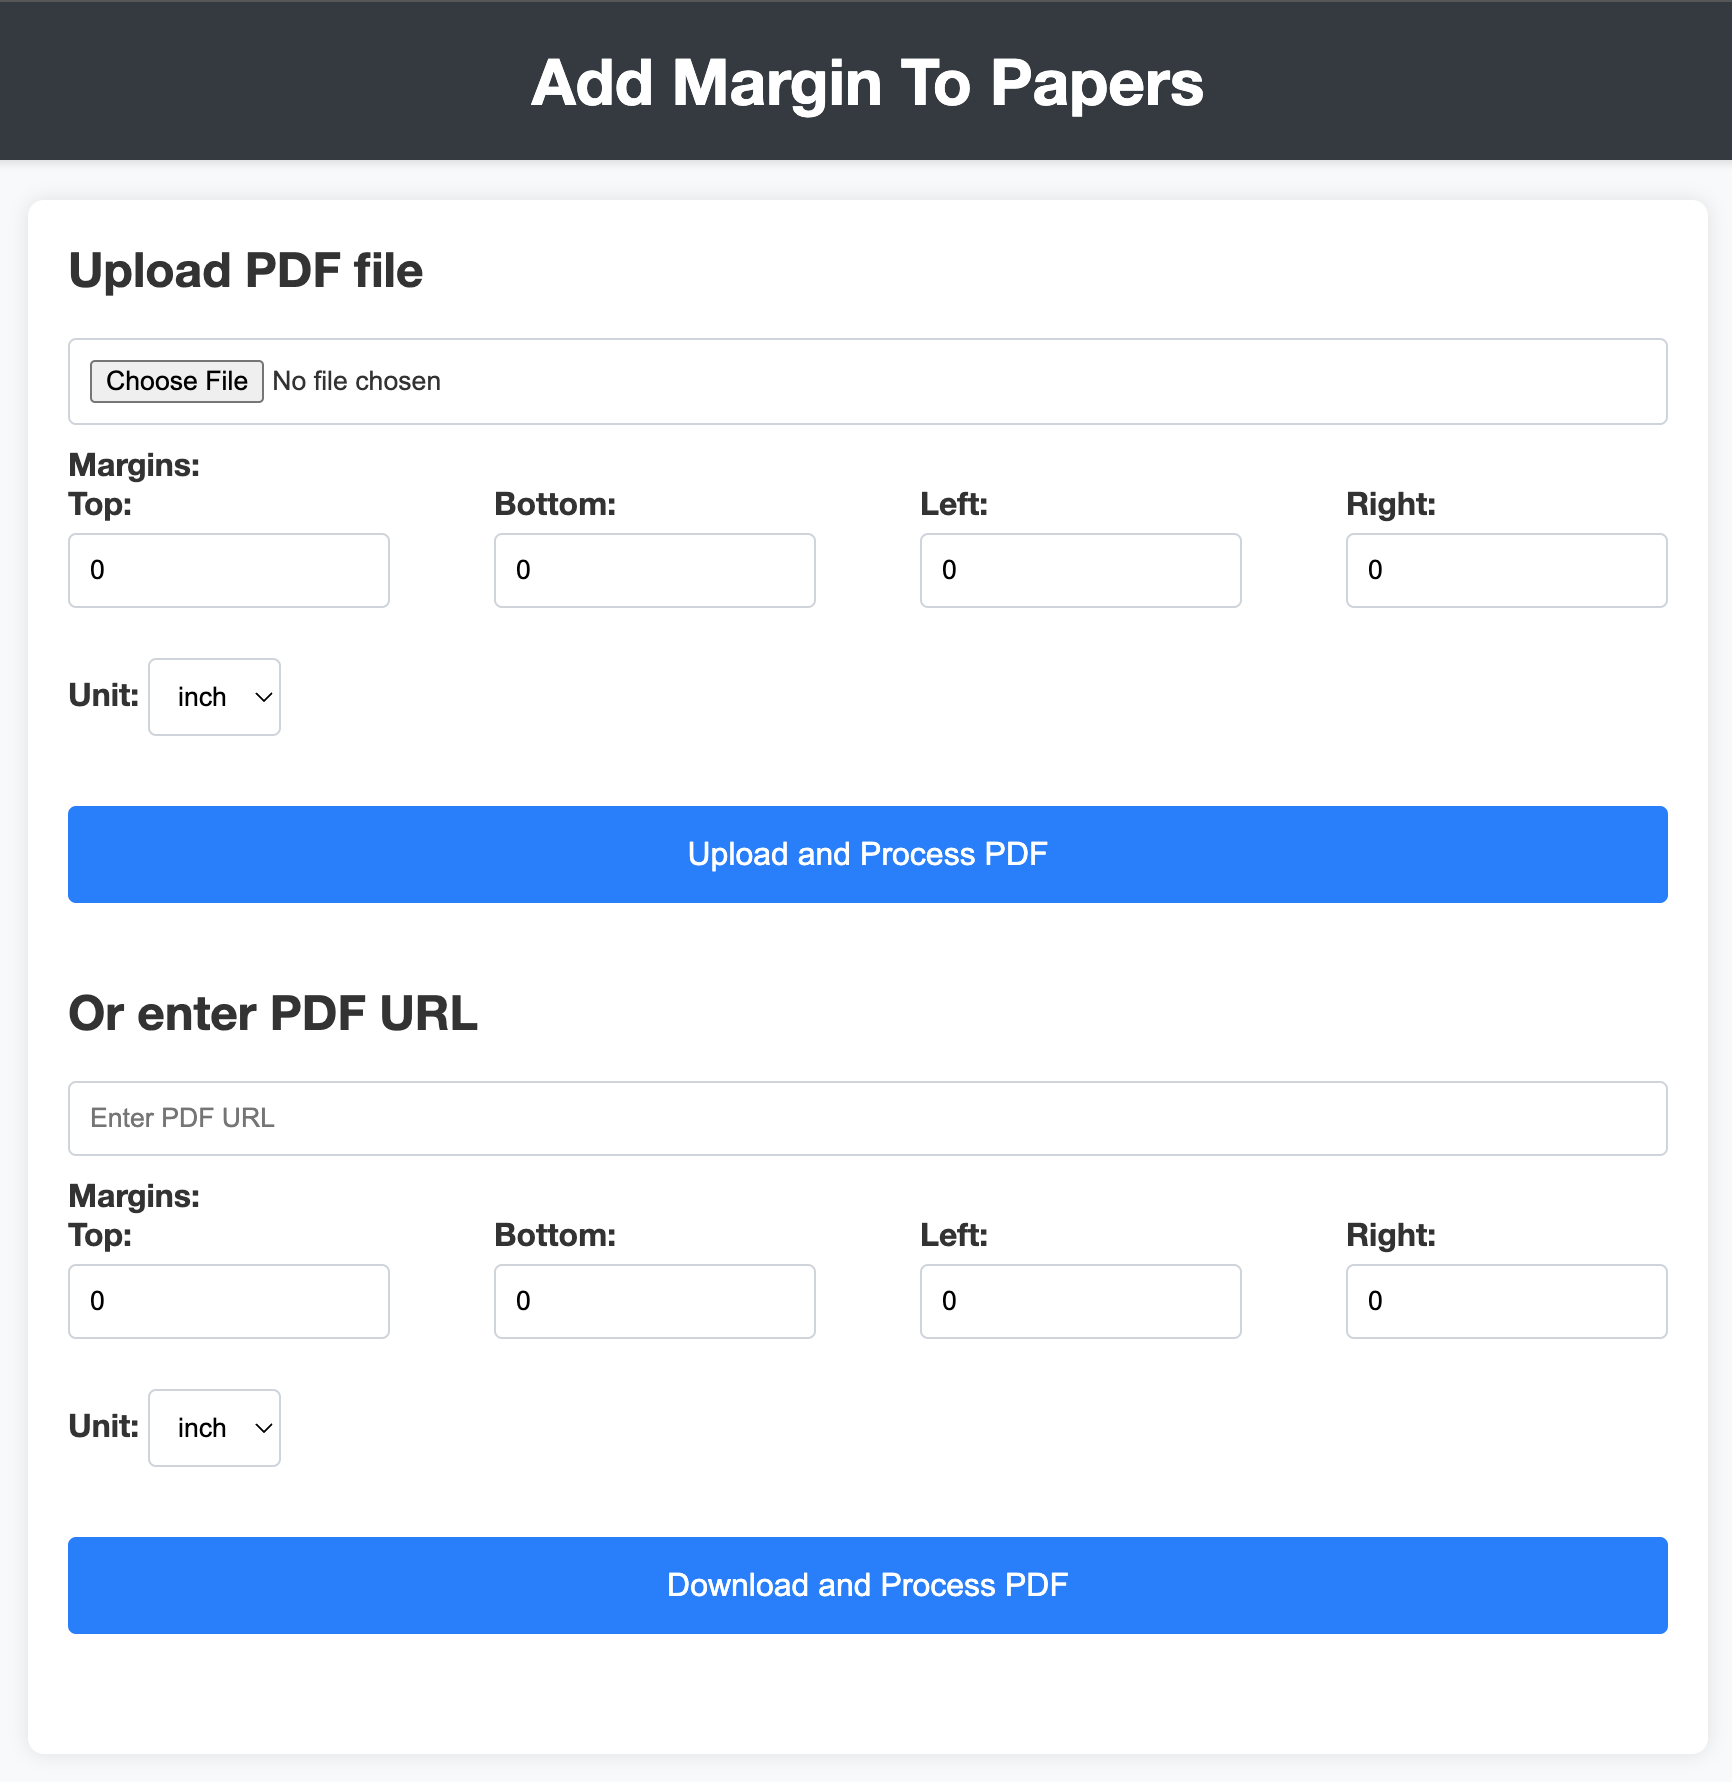 Add Margin To Papers
Upload PDF file
Choose File No file chosen
Margins:
Top: Bottom: Left: Right:
0 0 0 0
Unit: inch
Upload and Process PDF
Or enter PDF URL
Enter PDF URL
Margins:
Top: Bottom: Left: Right:
0 0 0 0
Unit: inch
Download and Process PDF